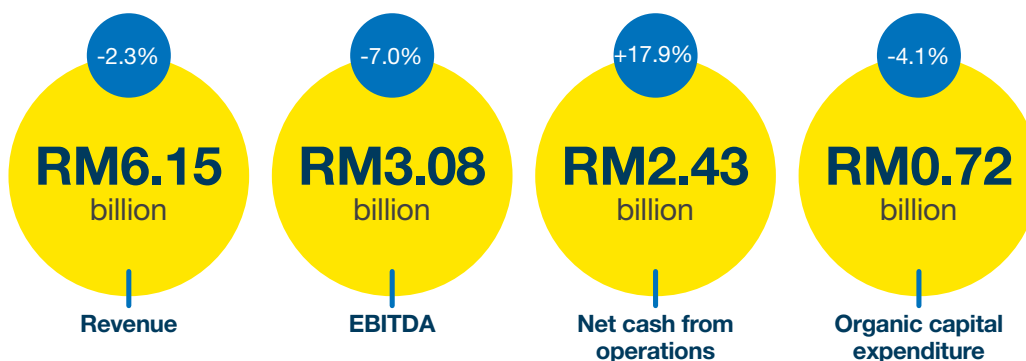 -2.3%
RM6.15
billion
Revenue
-7.0%
RM3.08
billion
EBITDA
+17.9%
RM2.43
billion
Net cash from
operations
-4.1%
RM0.72
billion
Organic capital
expenditure